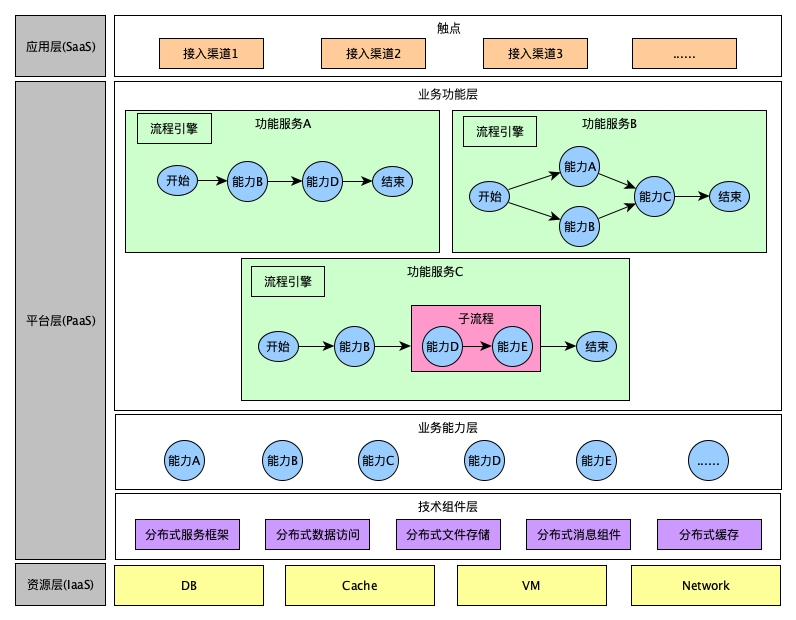 应用层(SaaS)
触点
接入渠道1
接入渠道2
接入渠道3
......
平台层(PaaS)
业务功能层
流程引擎
功能服务A
开始
能力B
能力D
结束
流程引擎
功能服务B
开始
能力A
能力B
能力C
结束
流程引擎
功能服务C
开始
能力B
子流程
能力D
能力E
结束
业务能力层
能力A
能力B
能力C
能力D
能力E
......
技术组件层
分布式服务框架
分布式数据访问
分布式文件存储
分布式消息组件
分布式缓存
资源层(IaaS)
DB
Cache
VM
Network